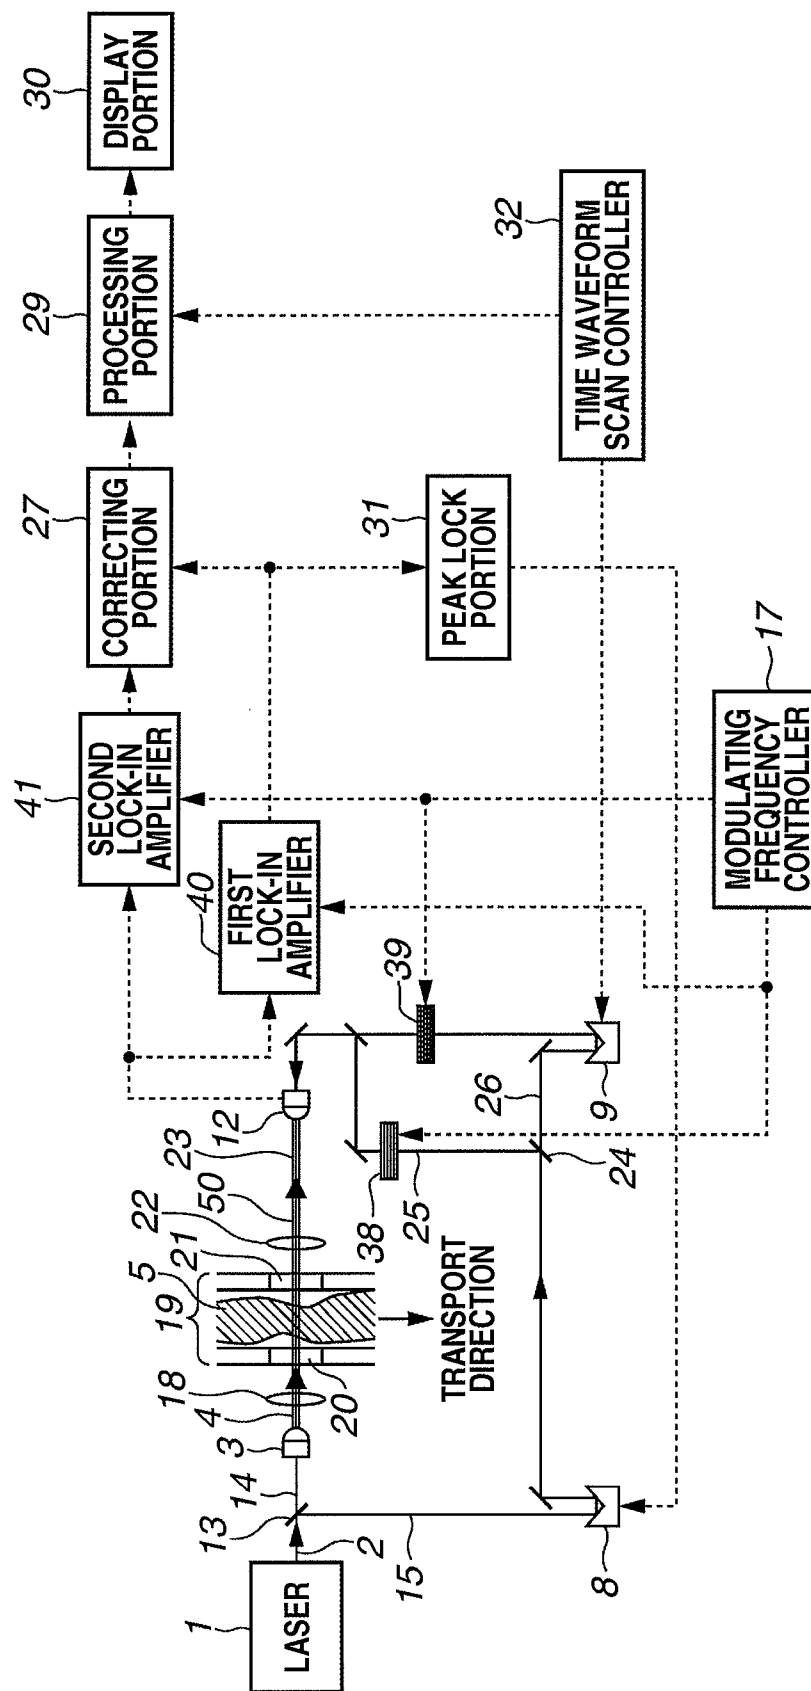 30
DISPLAY
PORTION
29
PROCESSING
PORTION
32
TIME WAVEFORM
SCAN CONTROLLER
27
CORRECTING
PORTION
31
PEAK LOCK
PORTION
17
MODULATING
FREQUENCY
CONTROLLER
41
SECOND
LOCK-IN
AMPLIFIER
40
FIRST
LOCK-IN
AMPLIFIER
39
38
12
23
50
22
21
5
19
18
4
3
20
14
13
2
1
LASER
15
8
9
26
24
25
TRANSPORT
DIRECTION